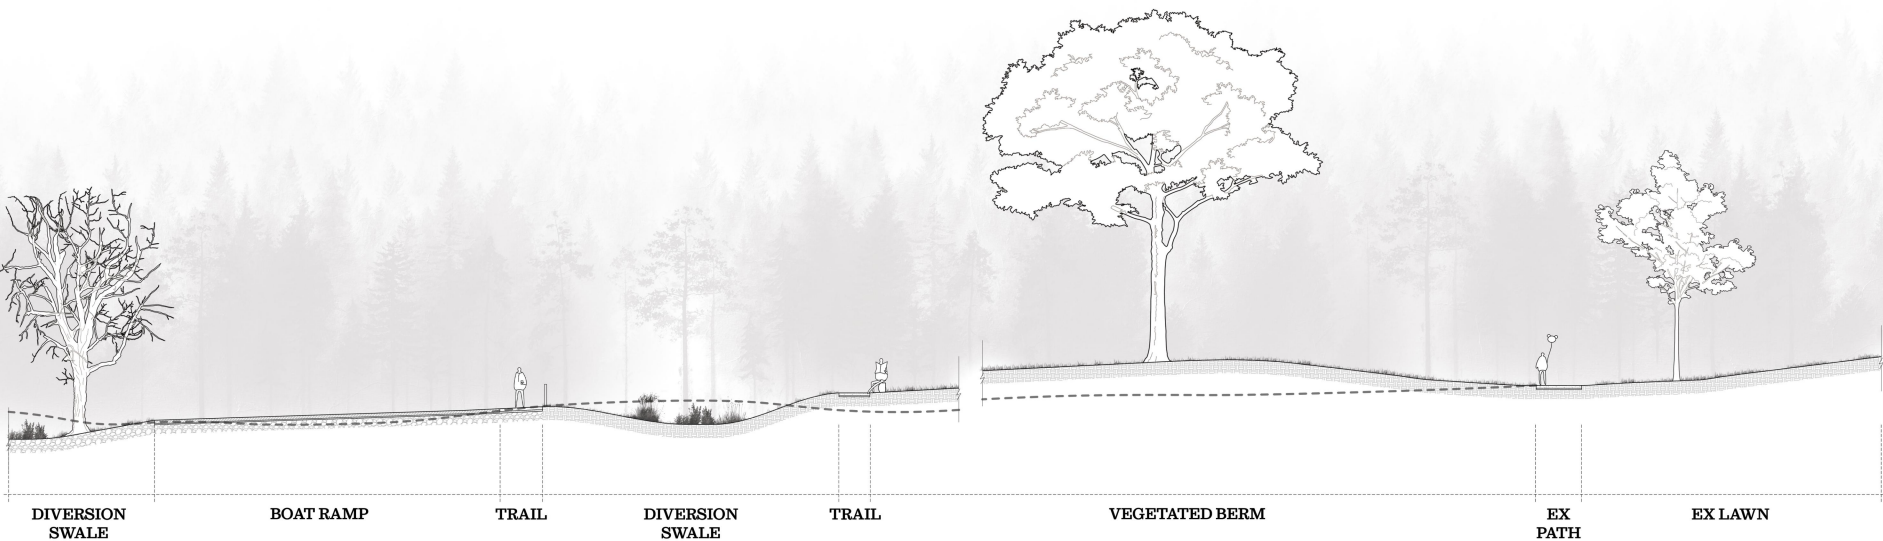 DIVERSION
SWALE
BOAT RAMP
TRAIL
DIVERSION
SWALE
TRAIL
VEGETATED BERM
EX
PATH
EX LAWN